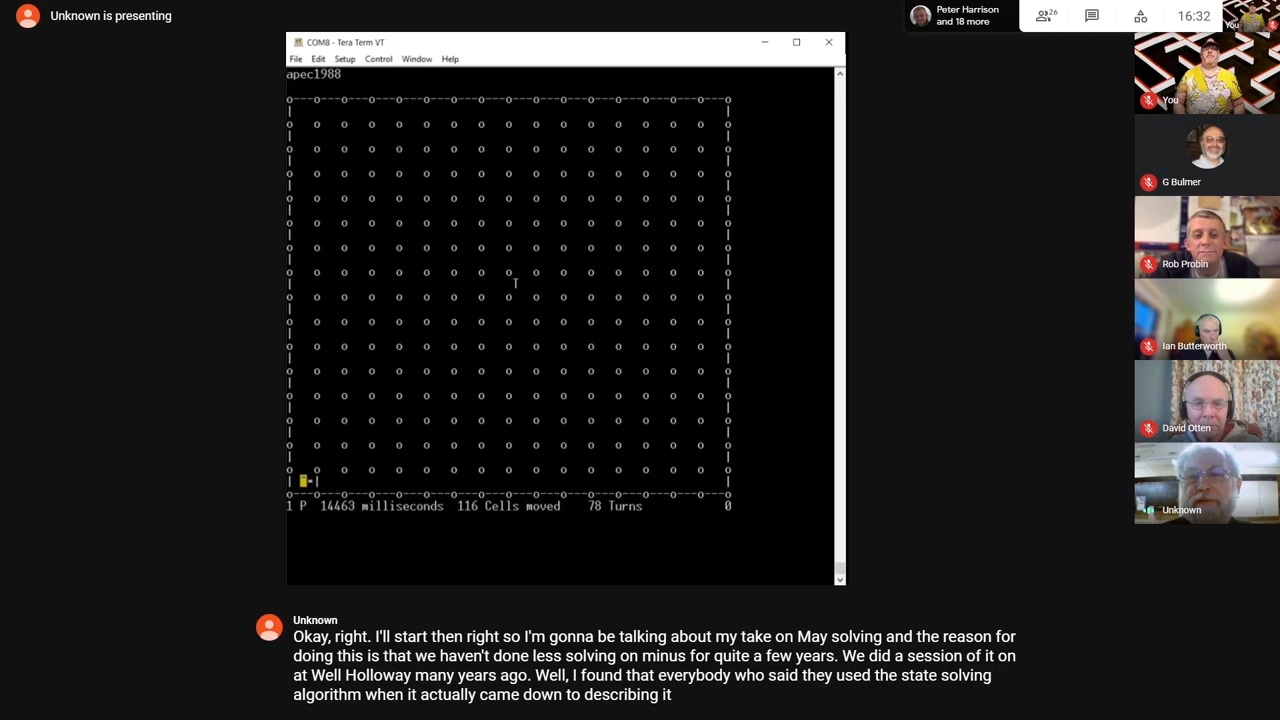 Unknown is presenting
Peter Harrison
and 18 more
26
16:32
You
COM8 - Tera Term VT
File Edit Setup Control Window Help
apec1988
1 P 14463 milliseconds 116 Cells moved 78 Turns 0
You
G Bulmer
Rob Probin
Ian Butterworth
David Otten
Unknown
Unknown
Okay, right. I'll start then right so I'm gonna be talking about my take on May solving and the reason for
doing this is that we haven't done less solving on minus for quite a few years. We did a session of it on
at Well Holloway many years ago. Well, I found that everybody who said they used the state solving
algorithm when it actually came down to describing it